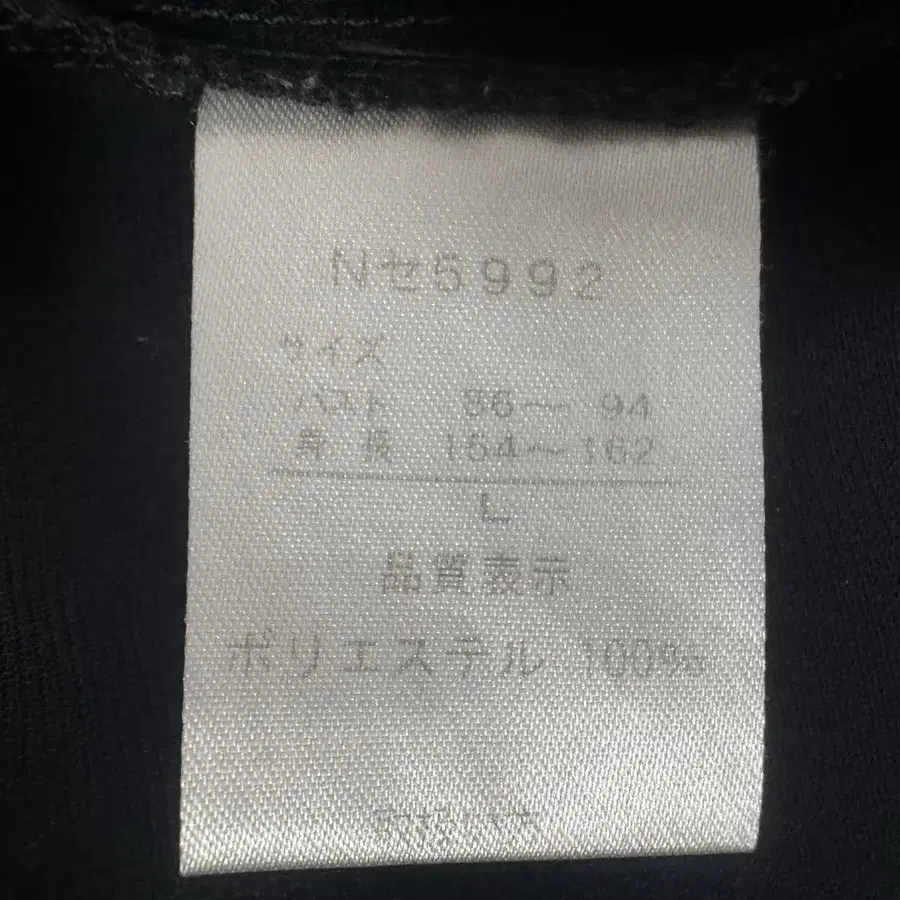 Nセ5992
サイズ
バスト 86～ 94
身 長 154～162
L
品質表示
ポリエステル 100%